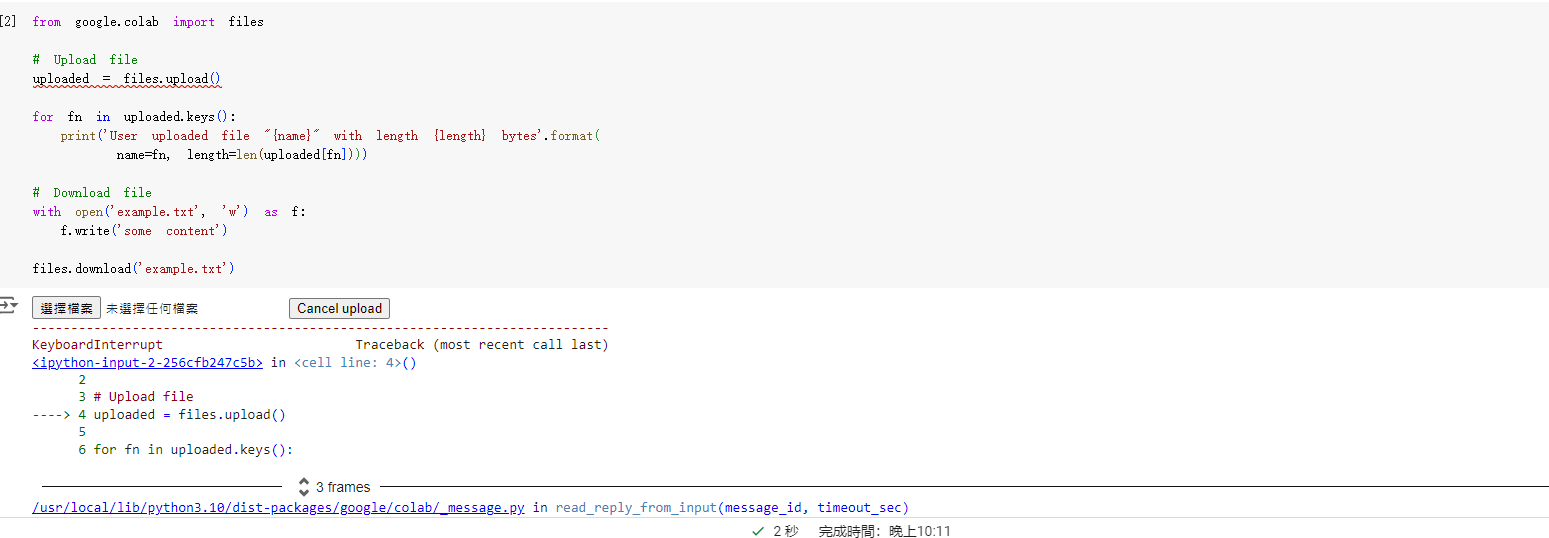 [2] from google.colab import files
# Upload file
uploaded = files.upload()
for fn in uploaded.keys():
print('User uploaded file "{name}" with length {length} bytes'.format(
name=fn, length=len(uploaded[fn])))
# Download file
with open('example.txt', 'w') as f:
f.write('some content')
files.download('example.txt')
選擇檔案 未選擇任何檔案 Cancel upload
---------------------------------------------------------------------------
KeyboardInterrupt Traceback (most recent call last)
<ipython-input-2-256cfb247c5b> in <cell line: 4>()
2
3 # Upload file
----> 4 uploaded = files.upload()
5
6 for fn in uploaded.keys():
3 frames
/usr/local/lib/python3.10/dist-packages/google/colab/_message.py in read_reply_from_input(message_id, timeout_sec)
✓ 2 秒 完成時間：晚上10:11